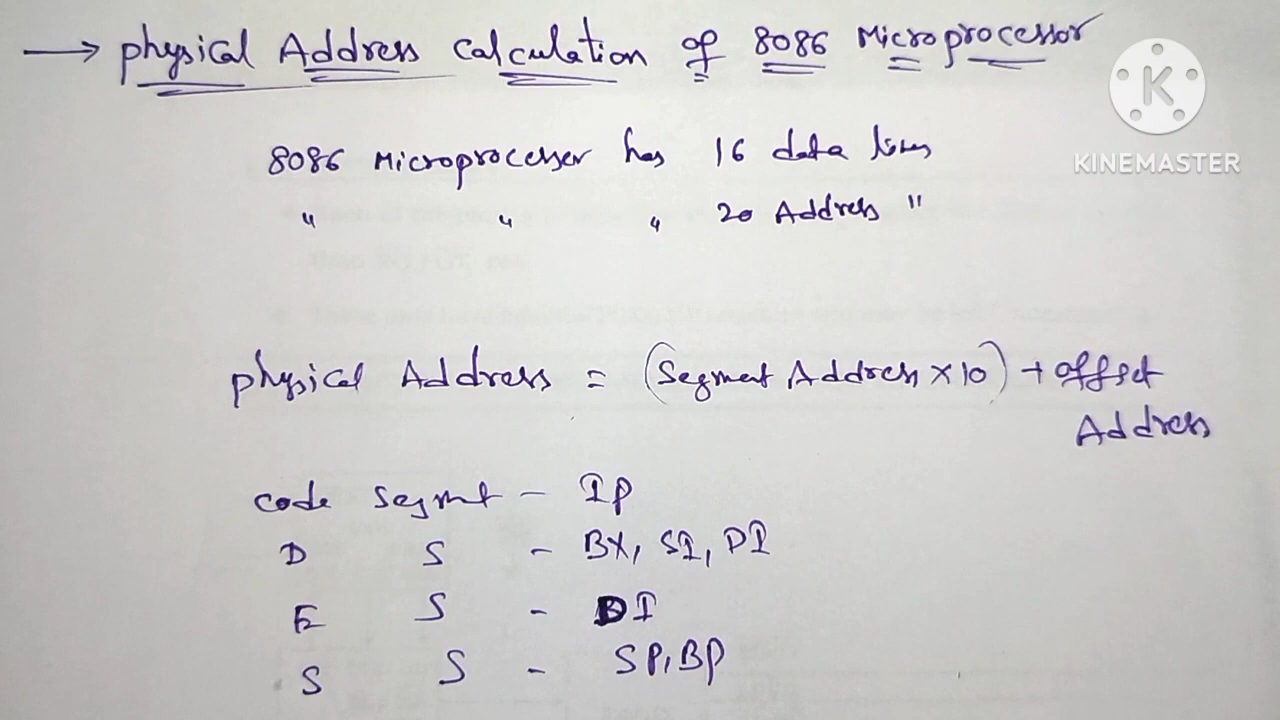 → physical Address calculation of 8086 Microprocessor
K
KINEMASTER
8086 Microprocessor has 16 data lines
" " " 20 Address "
physical Address = (Segment Address × 10) + offset
Address
code Segmt - IP
D S - BX, SI, DI
E S - DI
S S - SP, BP